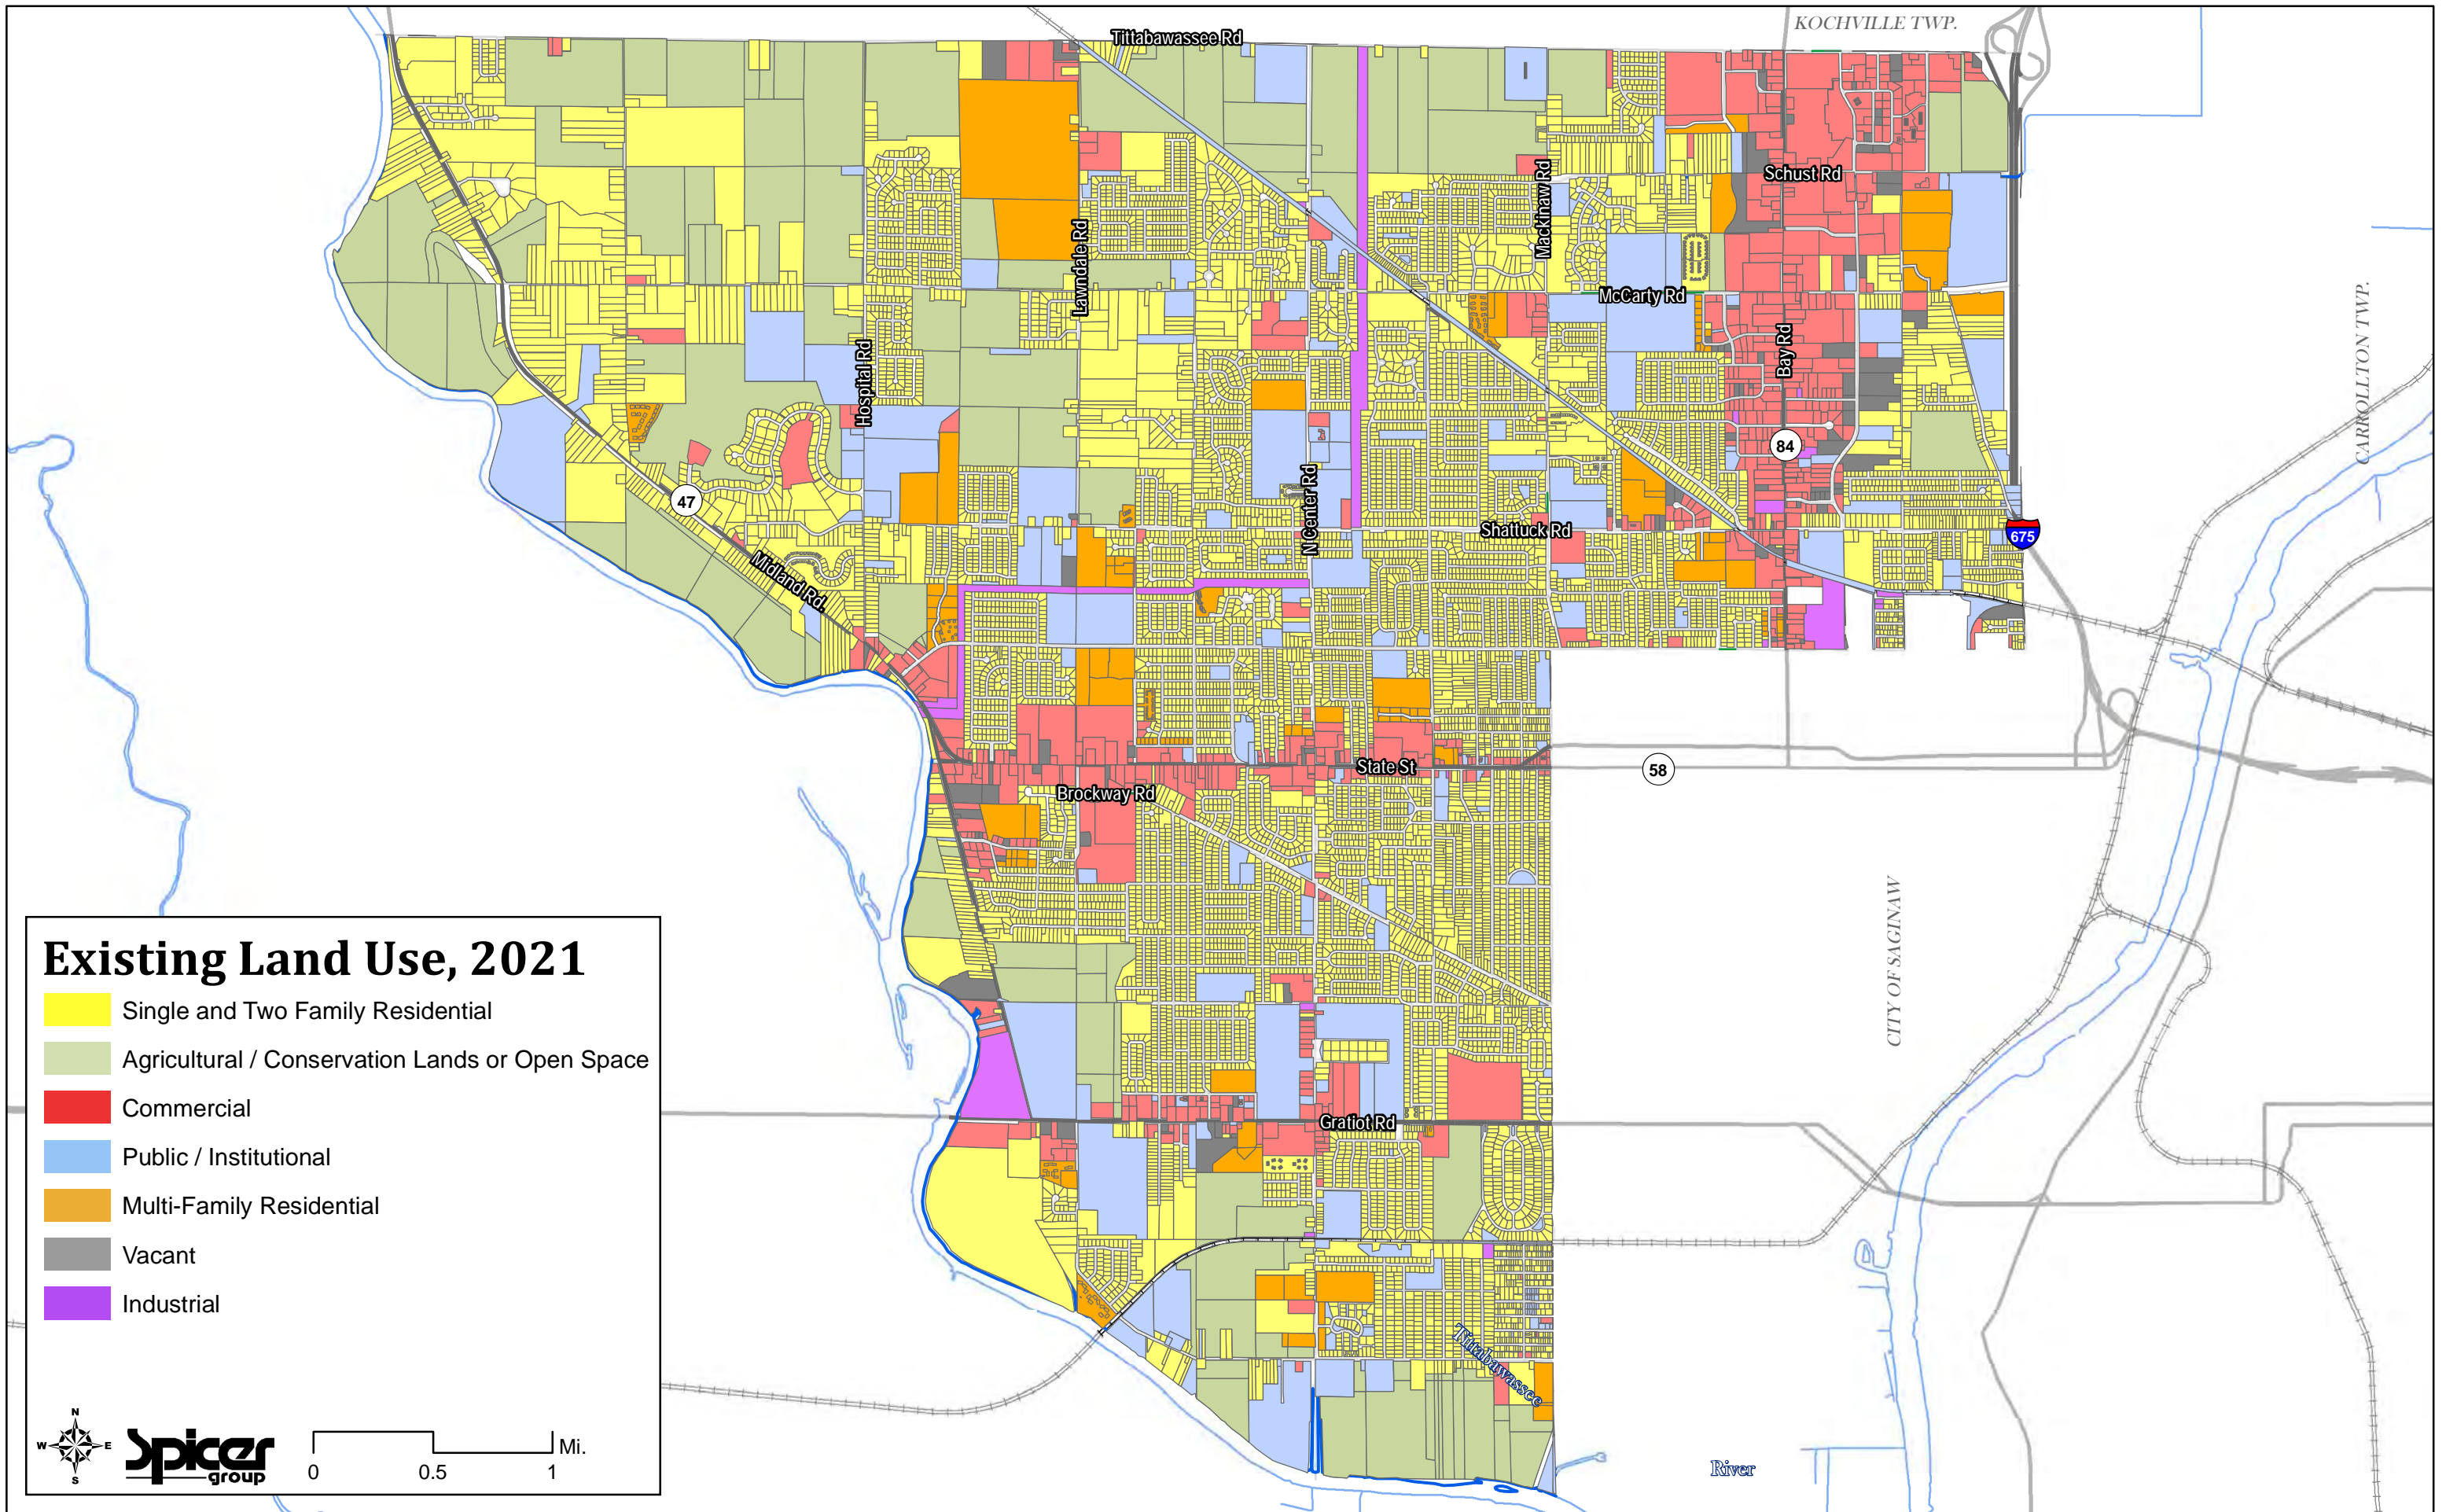 KOCHVILLE TWP.
Tittabawassee Rd
Schust Rd
Mackinaw Rd
Lawndale Rd
McCarty Rd
Bay Rd
Hospital Rd
CARROLLTON TWP.
84
N Center Rd
47
Shattuck Rd
675
Midland Rd.
State St
58
Brockway Rd
CITY OF SAGINAW
Gratiot Rd
Tittabawassee
River
Existing Land Use, 2021
Single and Two Family Residential
Agricultural / Conservation Lands or Open Space
Commercial
Public / Institutional
Multi-Family Residential
Vacant
Industrial
N
W E
S
Spicer
group
Mi.
0 0.5 1